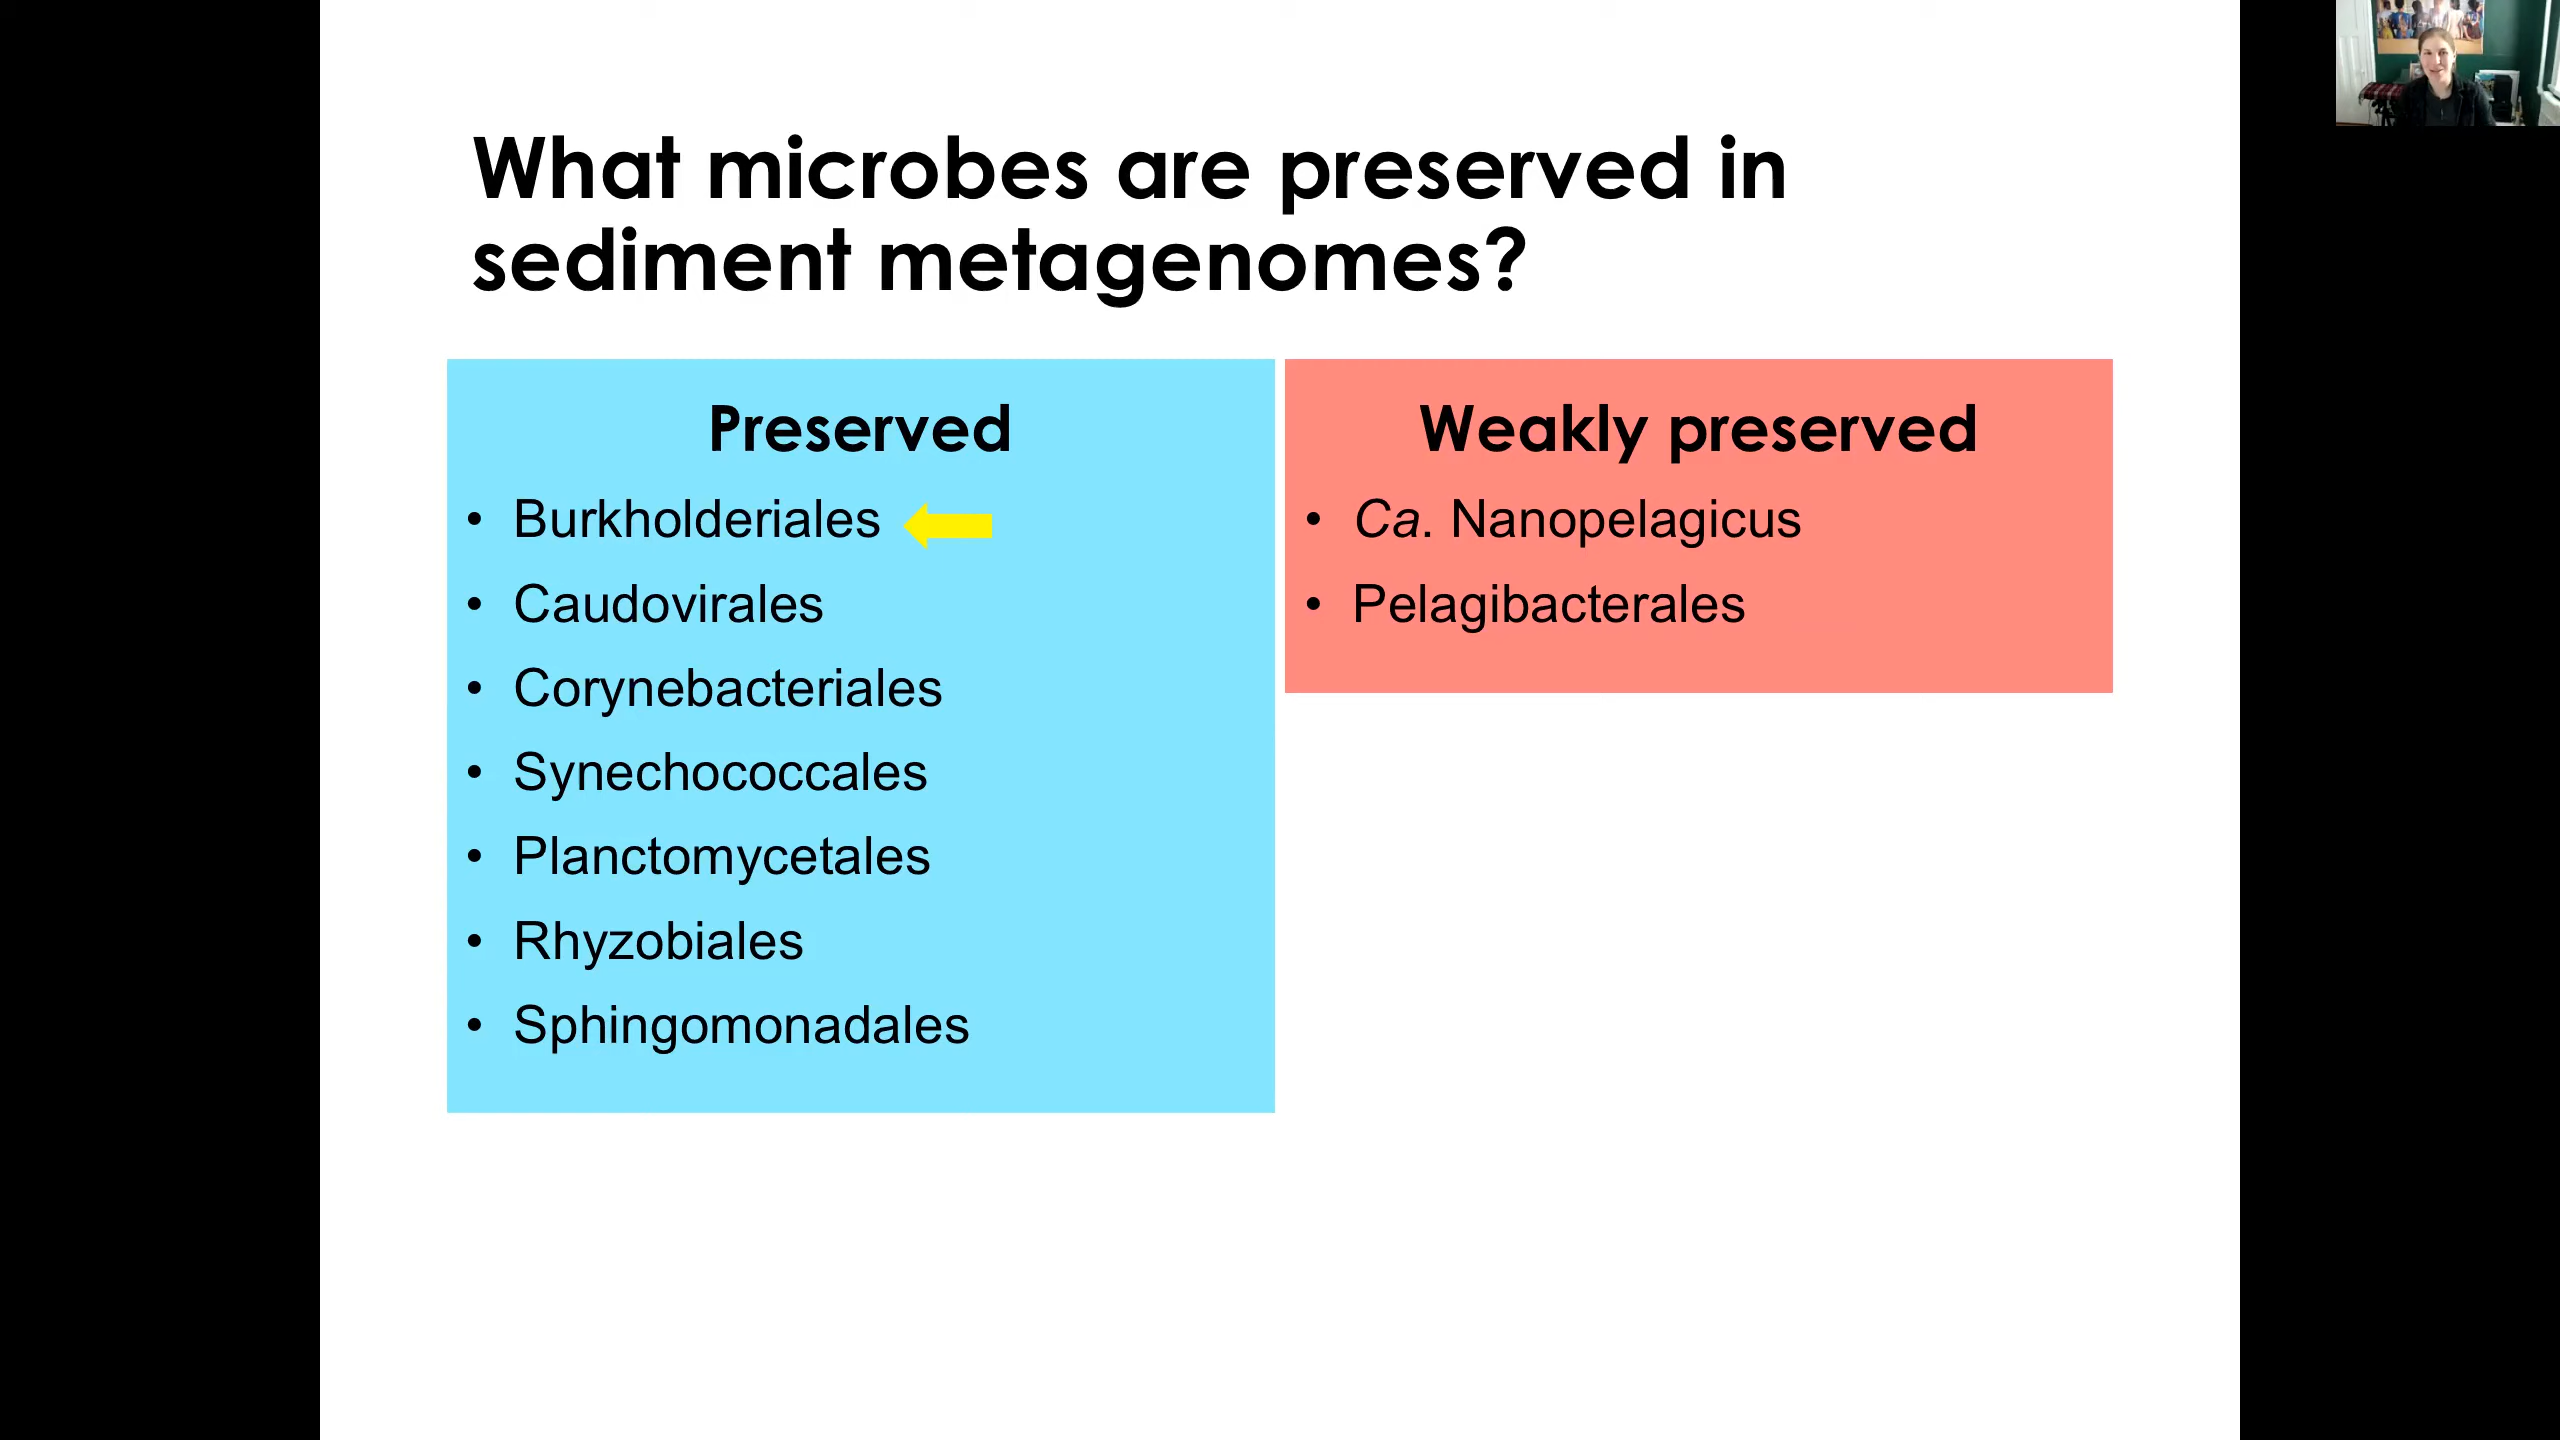 What microbes are preserved in
sediment metagenomes?
Preserved
• Burkholderiales
• Caudovirales
• Corynebacteriales
• Synechococcales
• Planctomycetales
• Rhyzobiales
• Sphingomonadales
Weakly preserved
• Ca. Nanopelagicus
• Pelagibacterales